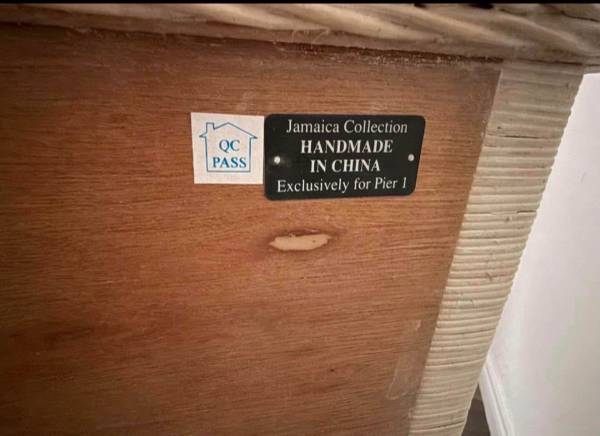 QC
PASS
Jamaica Collection
HANDMADE
IN CHINA
Exclusively for Pier 1